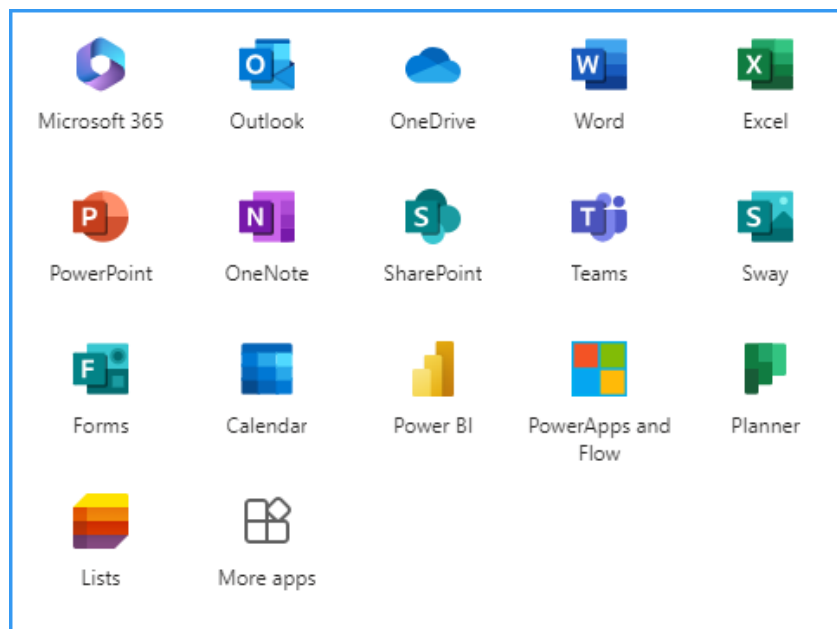 Microsoft 365 Outlook OneDrive Word Excel
PowerPoint OneNote SharePoint Teams Sway
Forms Calendar Power BI PowerApps and Flow Planner
Lists More apps